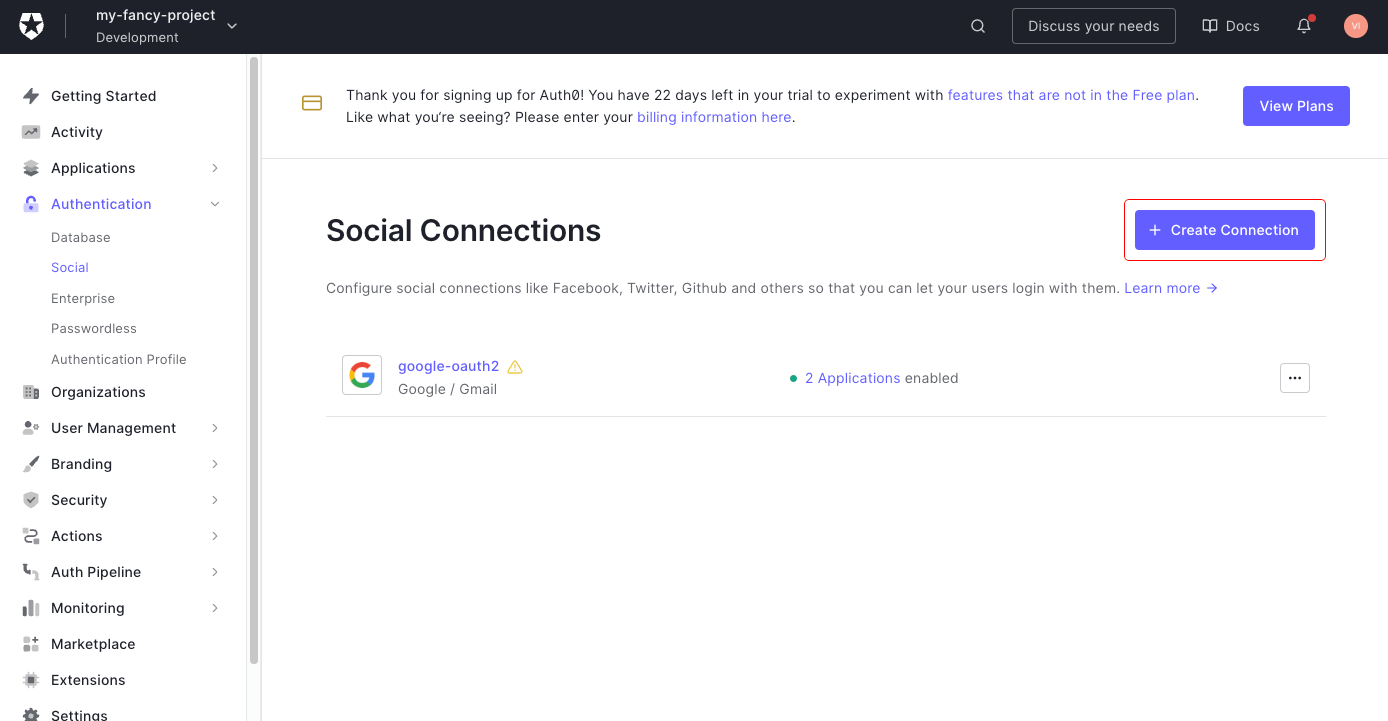 my-fancy-project
Development
Discuss your needs
Docs
VI
Getting Started
Activity
Applications
Authentication
Database
Social
Enterprise
Passwordless
Authentication Profile
Organizations
User Management
Branding
Security
Actions
Auth Pipeline
Monitoring
Marketplace
Extensions
Settings
Thank you for signing up for Auth0! You have 22 days left in your trial to experiment with features that are not in the Free plan.
Like what you're seeing? Please enter your billing information here.
View Plans
Social Connections
+ Create Connection
Configure social connections like Facebook, Twitter, Github and others so that you can let your users login with them. Learn more →
google-oauth2
Google / Gmail
2 Applications enabled